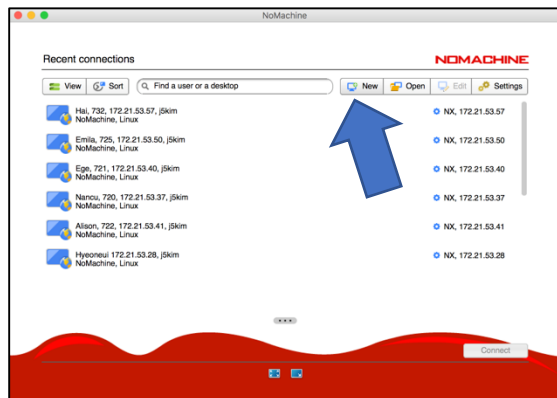 NoMachine
Recent connections
NOMACHINE
View Sort Find a user or a desktop New Open Edit Settings
Hai, 732, 172.21.53.57, j5kim
NoMachine, Linux
NX, 172.21.53.57
Emila, 725, 172.21.53.50, j5kim
NoMachine, Linux
NX, 172.21.53.50
Ege, 721, 172.21.53.40, j5kim
NoMachine, Linux
NX, 172.21.53.40
Nancu, 720, 172.21.53.37, j5kim
NoMachine, Linux
NX, 172.21.53.37
Alison, 722, 172.21.53.41, j5kim
NoMachine, Linux
NX, 172.21.53.41
Hyeoneui 172.21.53.28, j5kim
NoMachine, Linux
NX, 172.21.53.28
Connect